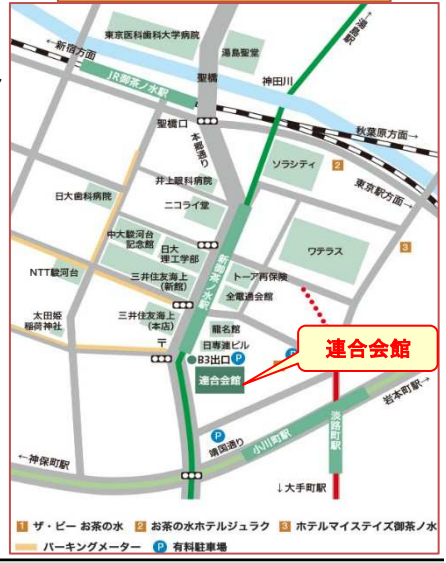 ↑湯島駅
東京医科歯科大学病院
湯島聖堂
←新宿方面
JR御茶ノ水駅
聖橋
神田川
聖橋口
本郷通り
秋葉原方面→
ソラシティ
2
東京駅方面→
井上眼科病院
日大歯科病院
ニコライ堂
3
中大駿河台
記念館
日大
理工学部
新御茶ノ水駅
ワテラス
NTT駿河台
三井住友海上
(新館)
トーア再保険
全電通会館
太田姫
稲荷神社
三井住友海上
(本店)
龍名館
〒
日専連ビル
B3出口
P
P
連合会館
連合会館
淡路町駅
岩本町駅→
P
靖国通り
小川町駅
←神保町駅
↓大手町駅
1 ザ・ビー お茶の水 2 お茶の水ホテルジュラク 3 ホテルマイステイズ御茶ノ水
パーキングメーター P 有料駐車場